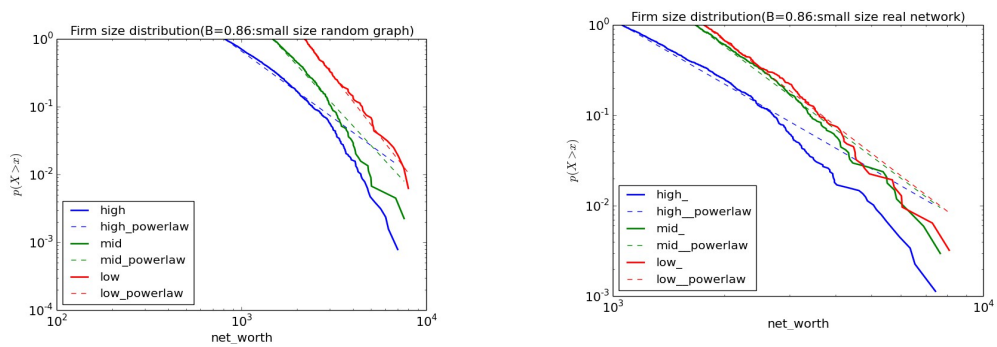 Firm size distribution(B=0.86:small size random graph)
10^0
10^-1
10^-2
10^-3
10^-4
p(X>x)
high
high_powerlaw
mid
mid_powerlaw
low
low_powerlaw
10^2
10^3
10^4
net_worth
Firm size distribution(B=0.86:small size real network)
10^0
10^-1
10^-2
10^-3
p(X>x)
high_
high__powerlaw
mid_
mid__powerlaw
low_
low__powerlaw
10^3
10^4
net_worth